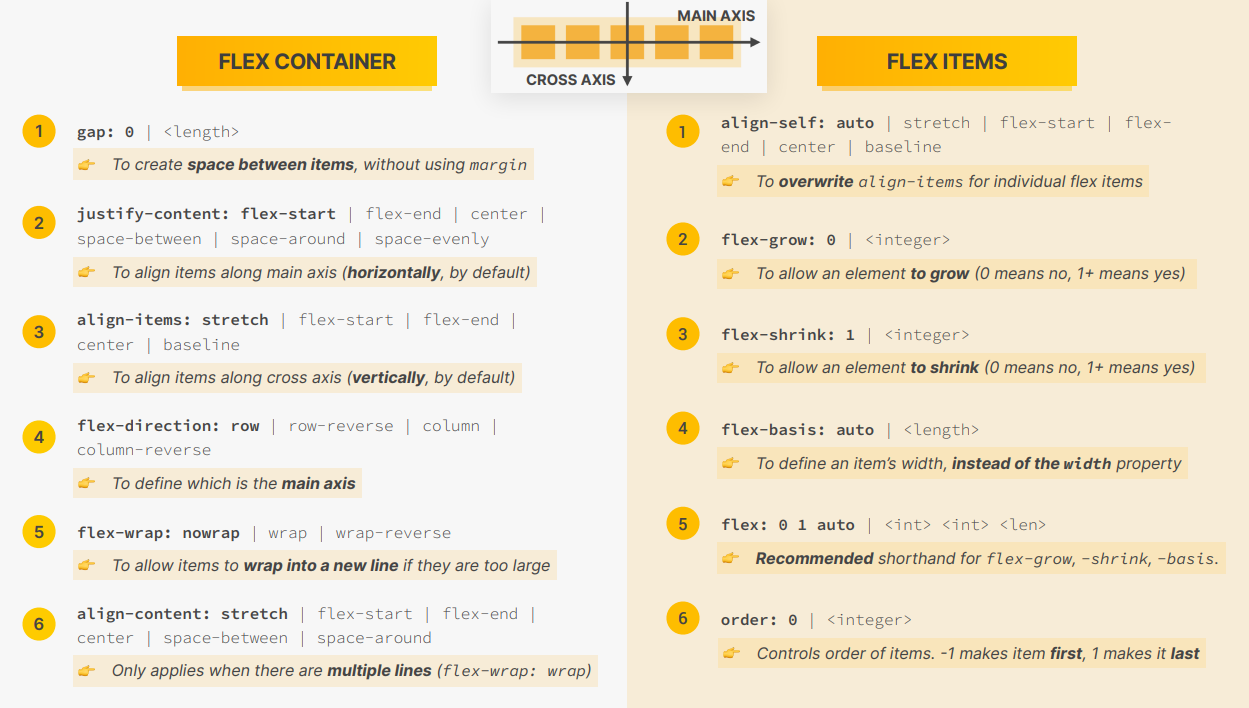 MAIN AXIS
CROSS AXIS
FLEX CONTAINER
1
gap: 0 | <length>
To create space between items, without using margin
2
justify-content: flex-start | flex-end | center |
space-between | space-around | space-evenly
To align items along main axis (horizontally, by default)
3
align-items: stretch | flex-start | flex-end |
center | baseline
To align items along cross axis (vertically, by default)
4
flex-direction: row | row-reverse | column |
column-reverse
To define which is the main axis
5
flex-wrap: nowrap | wrap | wrap-reverse
To allow items to wrap into a new line if they are too large
6
align-content: stretch | flex-start | flex-end |
center | space-between | space-around
Only applies when there are multiple lines (flex-wrap: wrap)
FLEX ITEMS
1
align-self: auto | stretch | flex-start | flex-
end | center | baseline
To overwrite align-items for individual flex items
2
flex-grow: 0 | <integer>
To allow an element to grow (0 means no, 1+ means yes)
3
flex-shrink: 1 | <integer>
To allow an element to shrink (0 means no, 1+ means yes)
4
flex-basis: auto | <length>
To define an item’s width, instead of the width property
5
flex: 0 1 auto | <int> <int> <len>
Recommended shorthand for flex-grow, -shrink, -basis.
6
order: 0 | <integer>
Controls order of items. -1 makes item first, 1 makes it last